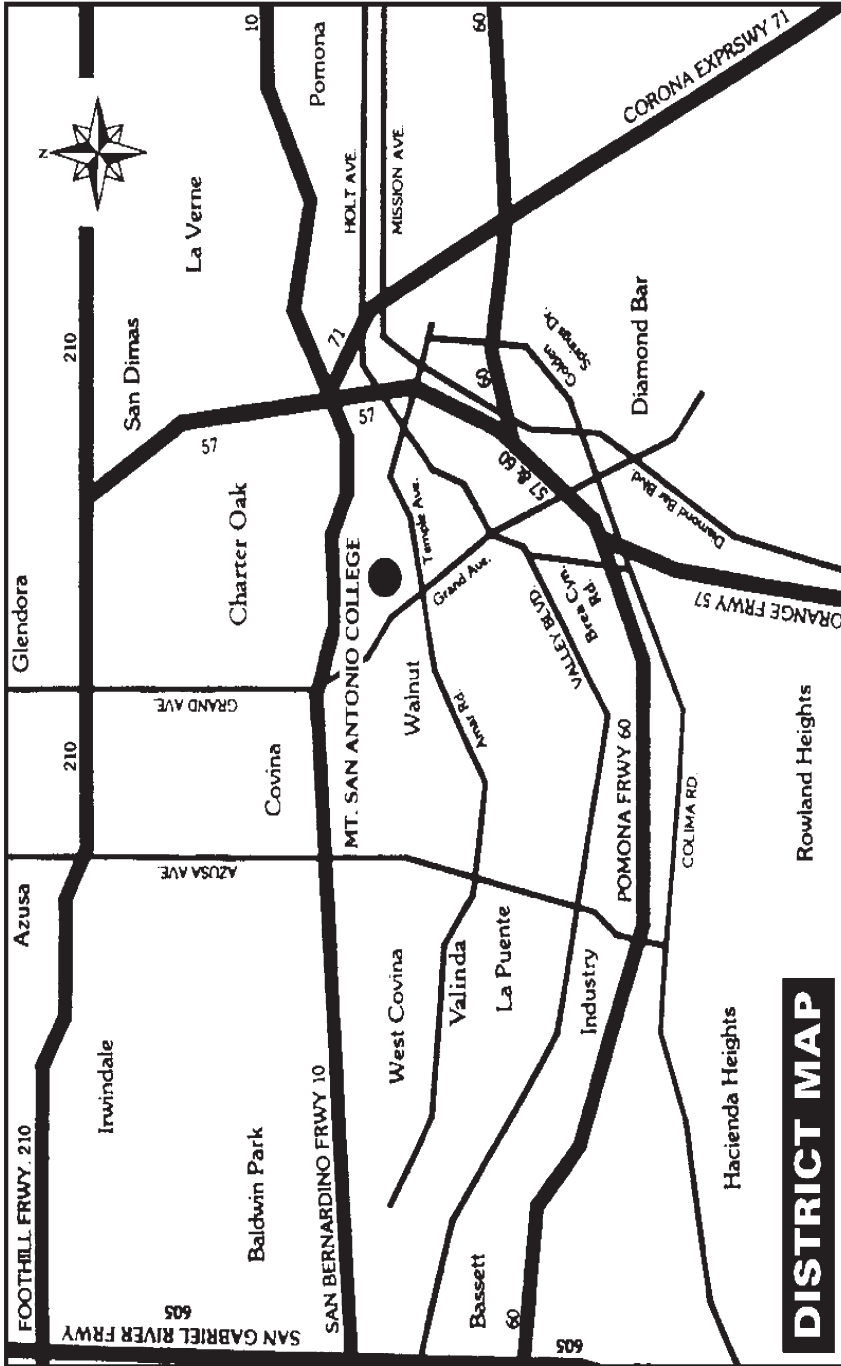 FOOTHILL FRWY. 210
Azusa
210
Glendora
210
N
Irwindale
San Dimas
La Verne
10
SAN GABRIEL RIVER FRWY
605
Baldwin Park
AZUSA AVE.
Covina
GRAND AVE.
Charter Oak
57
Pomona
SAN BERNARDINO FRWY 10
MT. SAN ANTONIO COLLEGE
71
57
HOLT AVE.
MISSION AVE.
West Covina
Walnut
Temple Ave.
Grand Ave.
Valinda
Amar Rd.
60
60
La Puente
57 & 60
Bassett
VALLEY BLVD.
Brea Cyn.
Rd.
Golden
Springs Dr.
60
Industry
POMONA FRWY 60
Diamond Bar
CORONA EXPRSWY 71
605
COLIMA RD.
Diamond Bar Blvd.
ORANGE FRWY 57
Hacienda Heights
Rowland Heights
DISTRICT MAP